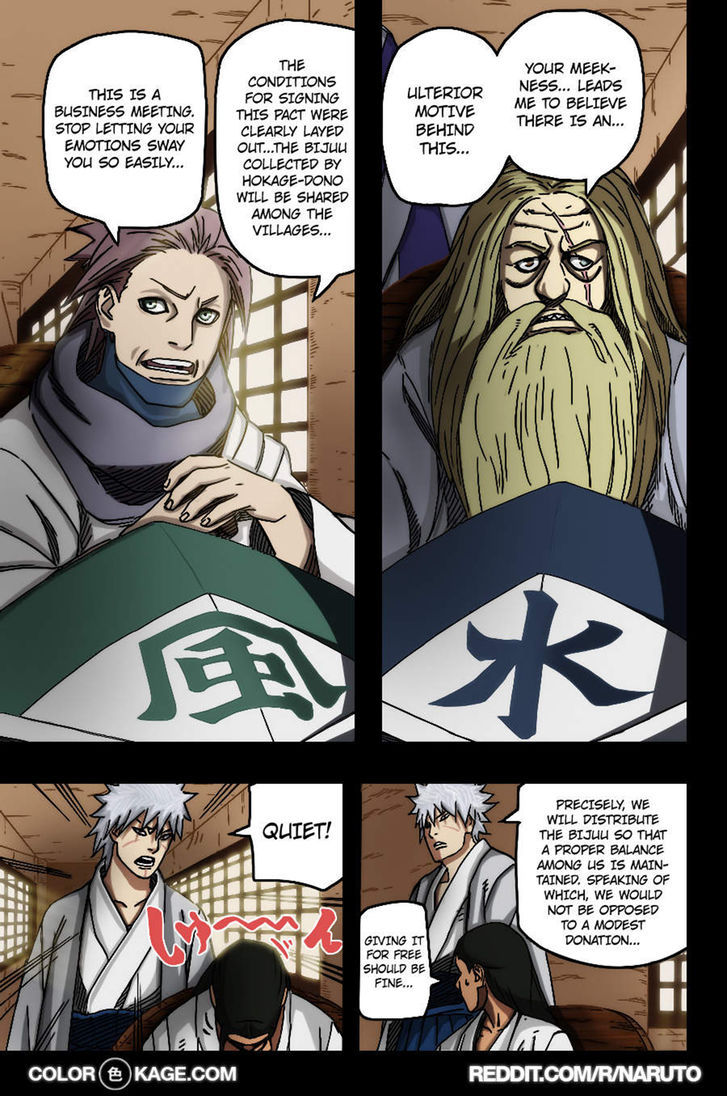 YOUR MEEK-
NESS... LEADS
ME TO BELIEVE
THERE IS AN...
ULTERIOR
MOTIVE
BEHIND
THIS...
THE
CONDITIONS
FOR SIGNING
THIS PACT WERE
CLEARLY LAYED
OUT...THE BIJUU
COLLECTED BY
HOKAGE-DONO
WILL BE SHARED
AMONG THE
VILLAGES...
THIS IS A
BUSINESS MEETING.
STOP LETTING YOUR
EMOTIONS SWAY
YOU SO EASILY...
水
風
PRECISELY, WE
WILL DISTRIBUTE
THE BIJUU SO THAT
A PROPER BALANCE
AMONG US IS MAIN-
TAINED. SPEAKING OF
WHICH, WE WOULD
NOT BE OPPOSED
TO A MODEST
DONATION...
GIVING IT
FOR FREE
SHOULD BE
FINE...
QUIET!
しゅ〜〜ん
COLOR 色 KAGE.COM
REDDIT.COM/R/NARUTO